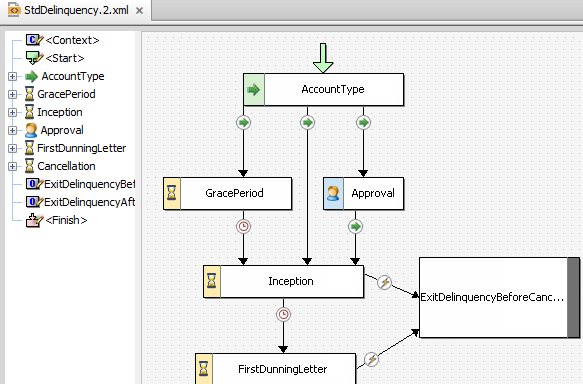 StdDelinquency.2.xml
<Context>
<Start>
AccountType
GracePeriod
Inception
Approval
FirstDunningLetter
Cancellation
ExitDelinquencyBef
ExitDelinquencyAft
<Finish>
AccountType
GracePeriod
Approval
Inception
ExitDelinquencyBeforeCanc...
FirstDunningLetter